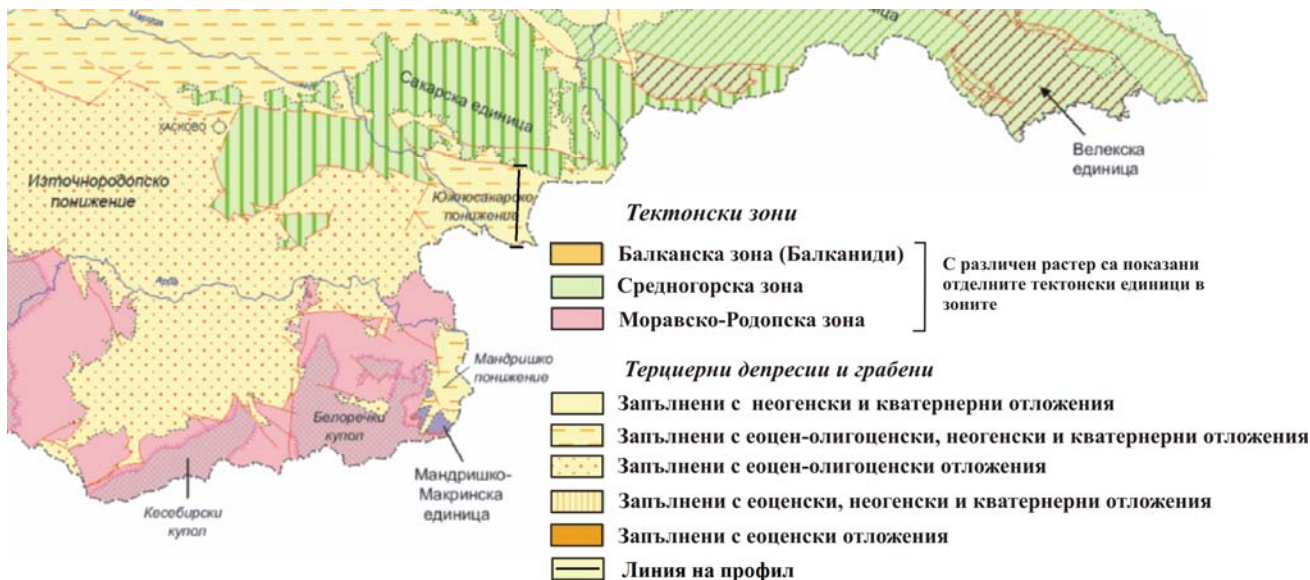 Марица
Сакарска единица
ХАСКОВО
Източнородопско
понижение
Южносакарско
понижение
Велекска
единица
Арда
Мандришко
понижение
Белоречки
купол
Мандришко-
Макринска
единица
Кесебирски
купол
Тектонски зони
Балканска зона (Балканиди)
Средногорска зона
Моравско-Родопска зона
С различен растер са показани
отделните тектонски единици в
зоните
Терциерни депресии и грабени
Запълнени с неогенски и кватернерни отложения
Запълнени с еоцен-олигоценски, неогенски и кватернерни отложения
Запълнени с еоцен-олигоценски отложения
Запълнени с еоценски, неогенски и кватернерни отложения
Запълнени с еоценски отложения
Линия на профил